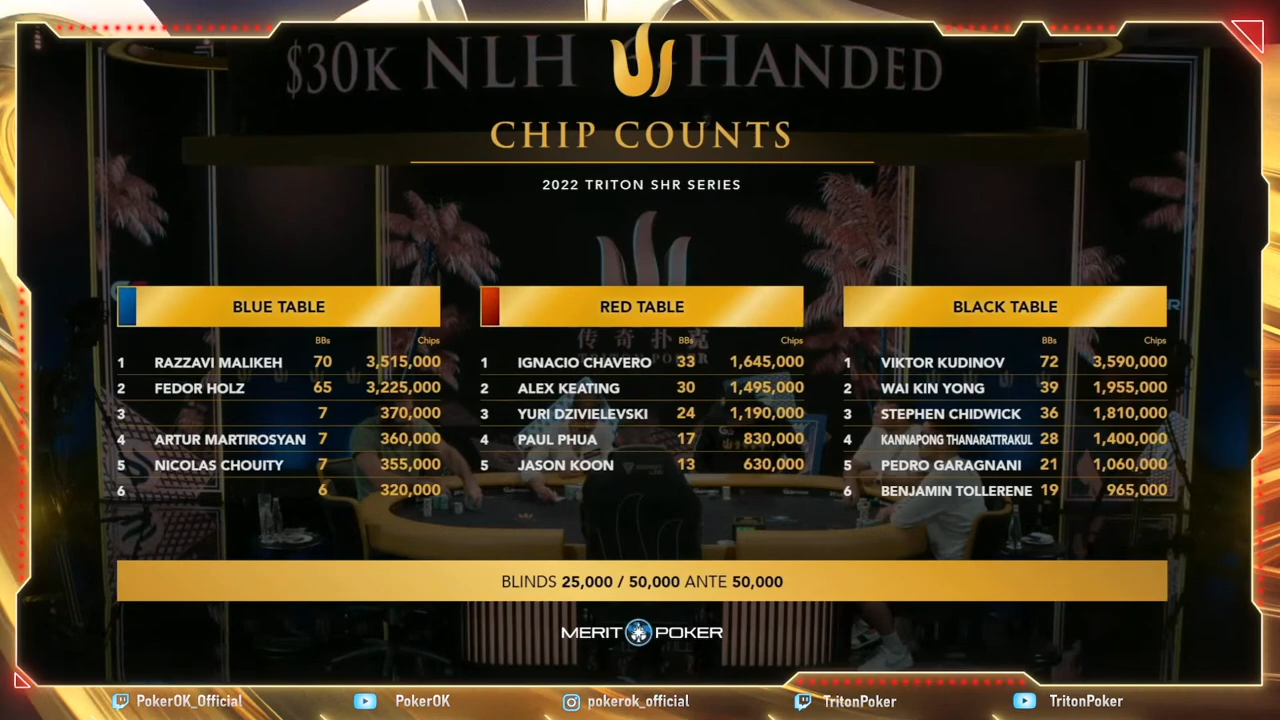 $30K NLH HANDED
CHIP COUNTS
2022 TRITON SHR SERIES
BLUE TABLE
BBs Chips
1 RAZZAVI MALIKEH 70 3,515,000
2 FEDOR HOLZ 65 3,225,000
3 7 370,000
4 ARTUR MARTIROSYAN 7 360,000
5 NICOLAS CHOUITY 7 355,000
6 6 320,000
RED TABLE
传奇扑克
BBs Chips
1 IGNACIO CHAVERO 33 1,645,000
2 ALEX KEATING 30 1,495,000
3 YURI DZIVIELEVSKI 24 1,190,000
4 PAUL PHUA 17 830,000
5 JASON KOON 13 630,000
BLACK TABLE
BBs Chips
1 VIKTOR KUDINOV 72 3,590,000
2 WAI KIN YONG 39 1,955,000
3 STEPHEN CHIDWICK 36 1,810,000
4 KANNAPONG THANARATTRAKUL 28 1,400,000
5 PEDRO GARAGNANI 21 1,060,000
6 BENJAMIN TOLLERENE 19 965,000
BLINDS 25,000 / 50,000 ANTE 50,000
MERIT POKER
PokerOK_Official PokerOK pokerok_official TritonPoker TritonPoker